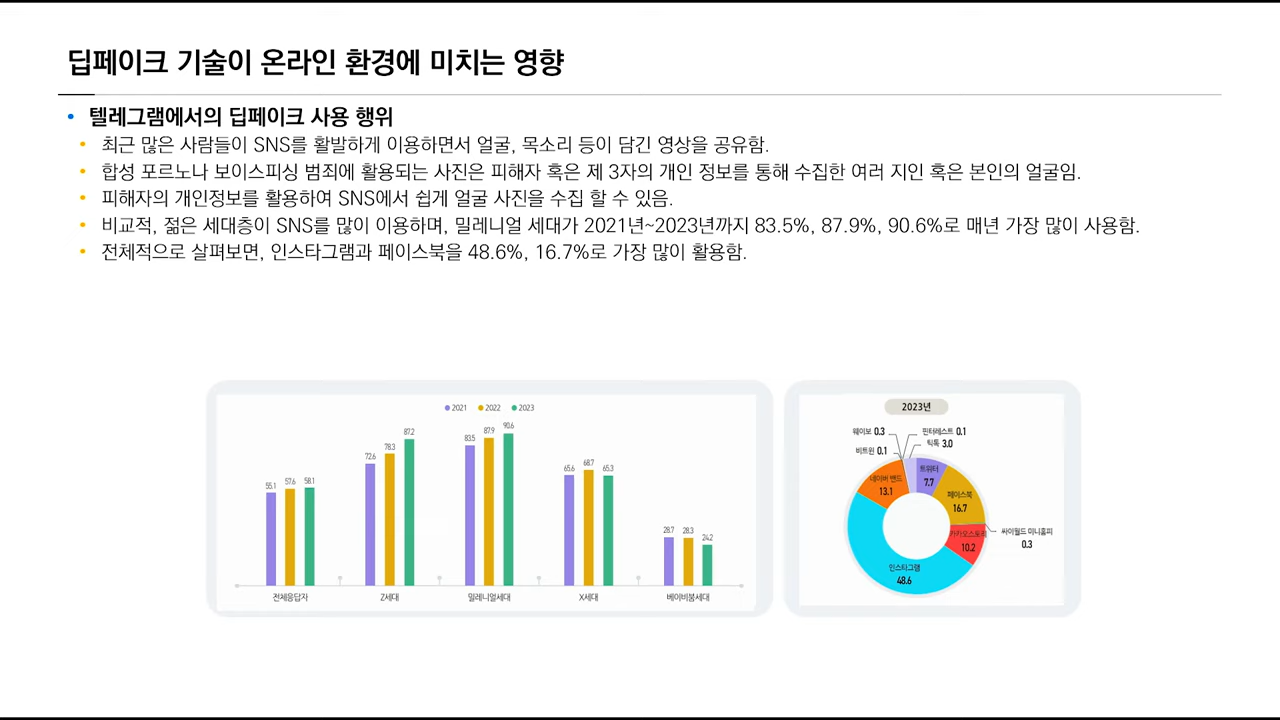 딥페이크 기술이 온라인 환경에 미치는 영향
• 텔레그램에서의 딥페이크 사용 행위
• 최근 많은 사람들이 SNS를 활발하게 이용하면서 얼굴, 목소리 등이 담긴 영상을 공유함.
• 합성 포르노나 보이스피싱 범죄에 활용되는 사진은 피해자 혹은 제 3자의 개인 정보를 통해 수집한 여러 지인 혹은 본인의 얼굴임.
• 피해자의 개인정보를 활용하여 SNS에서 쉽게 얼굴 사진을 수집 할 수 있음.
• 비교적, 젊은 세대층이 SNS를 많이 이용하며, 밀레니얼 세대가 2021년~2023년까지 83.5%, 87.9%, 90.6%로 매년 가장 많이 사용함.
• 전체적으로 살펴보면, 인스타그램과 페이스북을 48.6%, 16.7%로 가장 많이 활용함.
2021 2022 2023
55.1 57.6 58.1
72.6 78.3 87.2
83.5 87.9 90.6
65.6 68.7 65.3
28.7 28.3 24.2
전체응답자 Z세대 밀레니얼세대 X세대 베이비붐세대
2023년
웨이보 0.3
핀터레스트 0.1
비트윈 0.1
틱톡 3.0
트위터
7.7
네이버 밴드
13.1
페이스북
16.7
카카오스토리
10.2
싸이월드 미니홈피
0.3
인스타그램
48.6